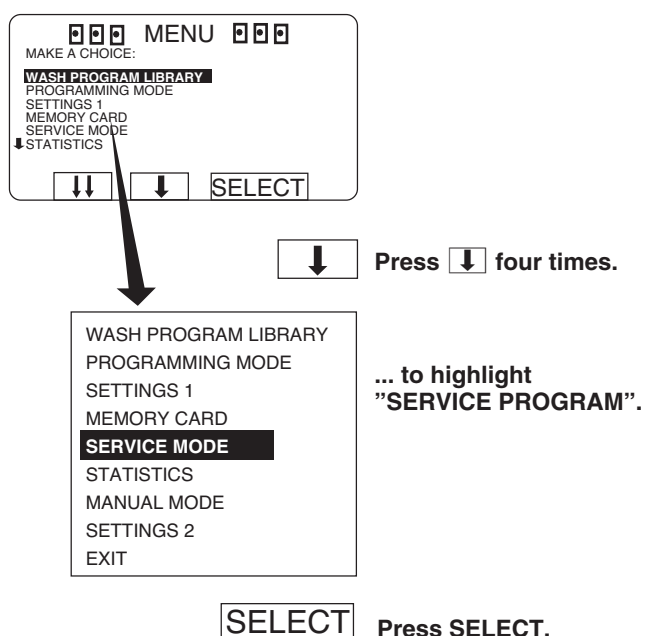 MENU
MAKE A CHOICE:
WASH PROGRAM LIBRARY
PROGRAMMING MODE
SETTINGS 1
MEMORY CARD
SERVICE MODE
STATISTICS
SELECT
Press four times.
WASH PROGRAM LIBRARY
PROGRAMMING MODE
SETTINGS 1
MEMORY CARD
SERVICE MODE
STATISTICS
MANUAL MODE
SETTINGS 2
EXIT
... to highlight
”SERVICE PROGRAM”.
SELECT Press SELECT.